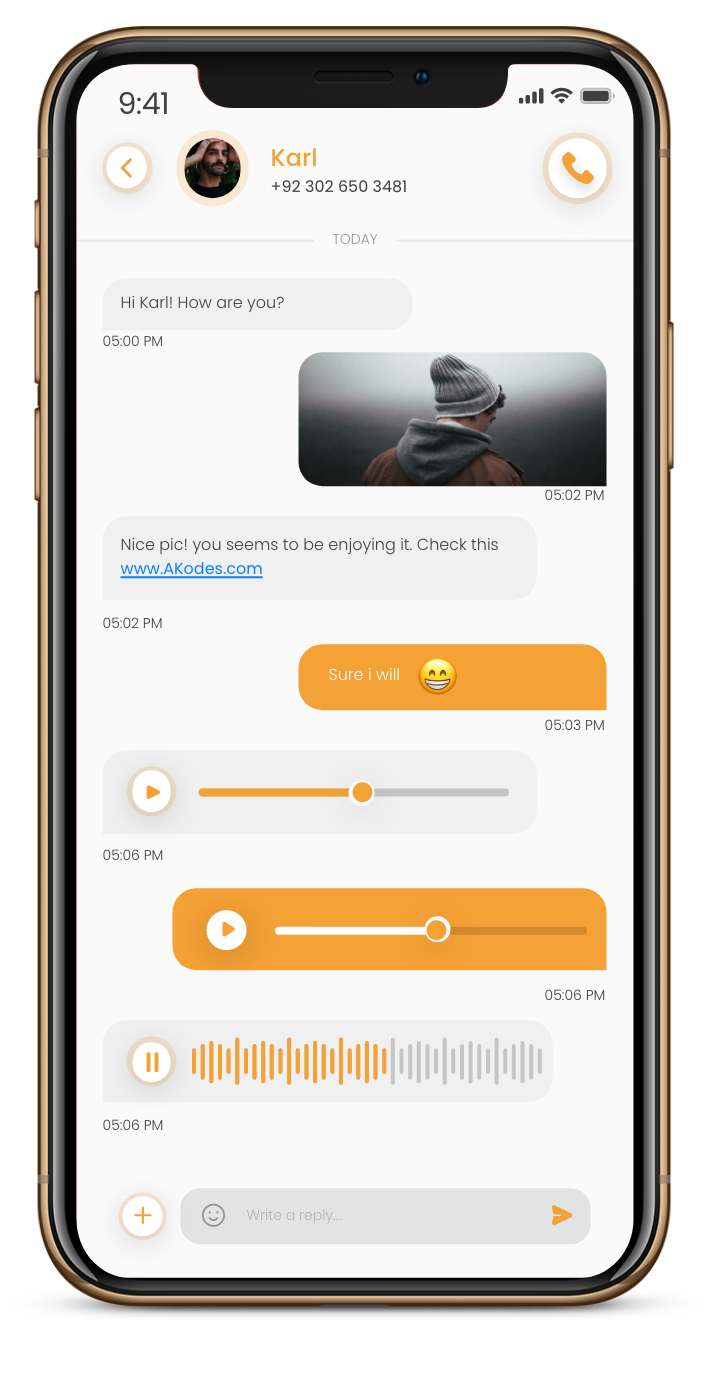 9:41
Karl
+92 302 650 3481
TODAY
Hi Karl! How are you?
05:00 PM
05:02 PM
Nice pic! you seems to be enjoying it. Check this
www.AKodes.com
05:02 PM
Sure i will
05:03 PM
05:06 PM
05:06 PM
05:06 PM
Write a reply....